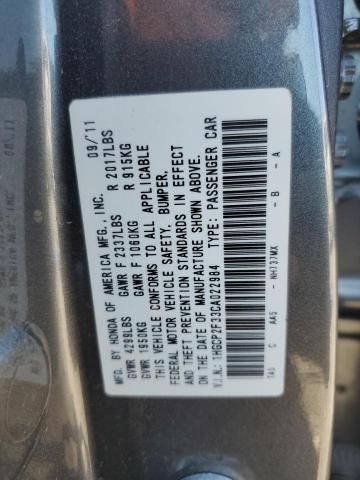 MFD. BY HONDA OF AMERICA MFG., INC. 09/11
GVWR 4299LBS GAWR F 2337LBS R 2017LBS
GVWR 1950KG GAWR F 1060KG R 915KG
THIS VEHICLE CONFORMS TO ALL APPLICABLE
FEDERAL MOTOR VEHICLE SAFETY, BUMPER,
AND THEFT PREVENTION STANDARDS IN EFFECT
ON THE DATE OF MANUFACTURE SHOWN ABOVE.
V.I.N.: 1HGCP2F33CA022984 TYPE: PASSENGER CAR
TA0 C AA5 - NH737MX - B - A